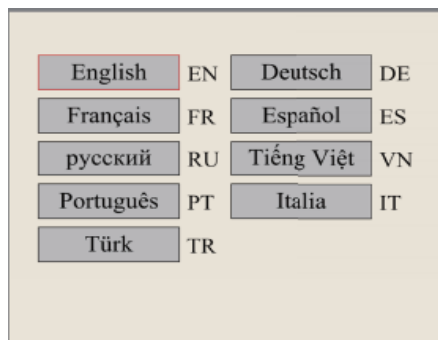 English EN Deutsch DE
Français FR Español ES
русский RU Tiếng Việt VN
Português PT Italia IT
Türk TR